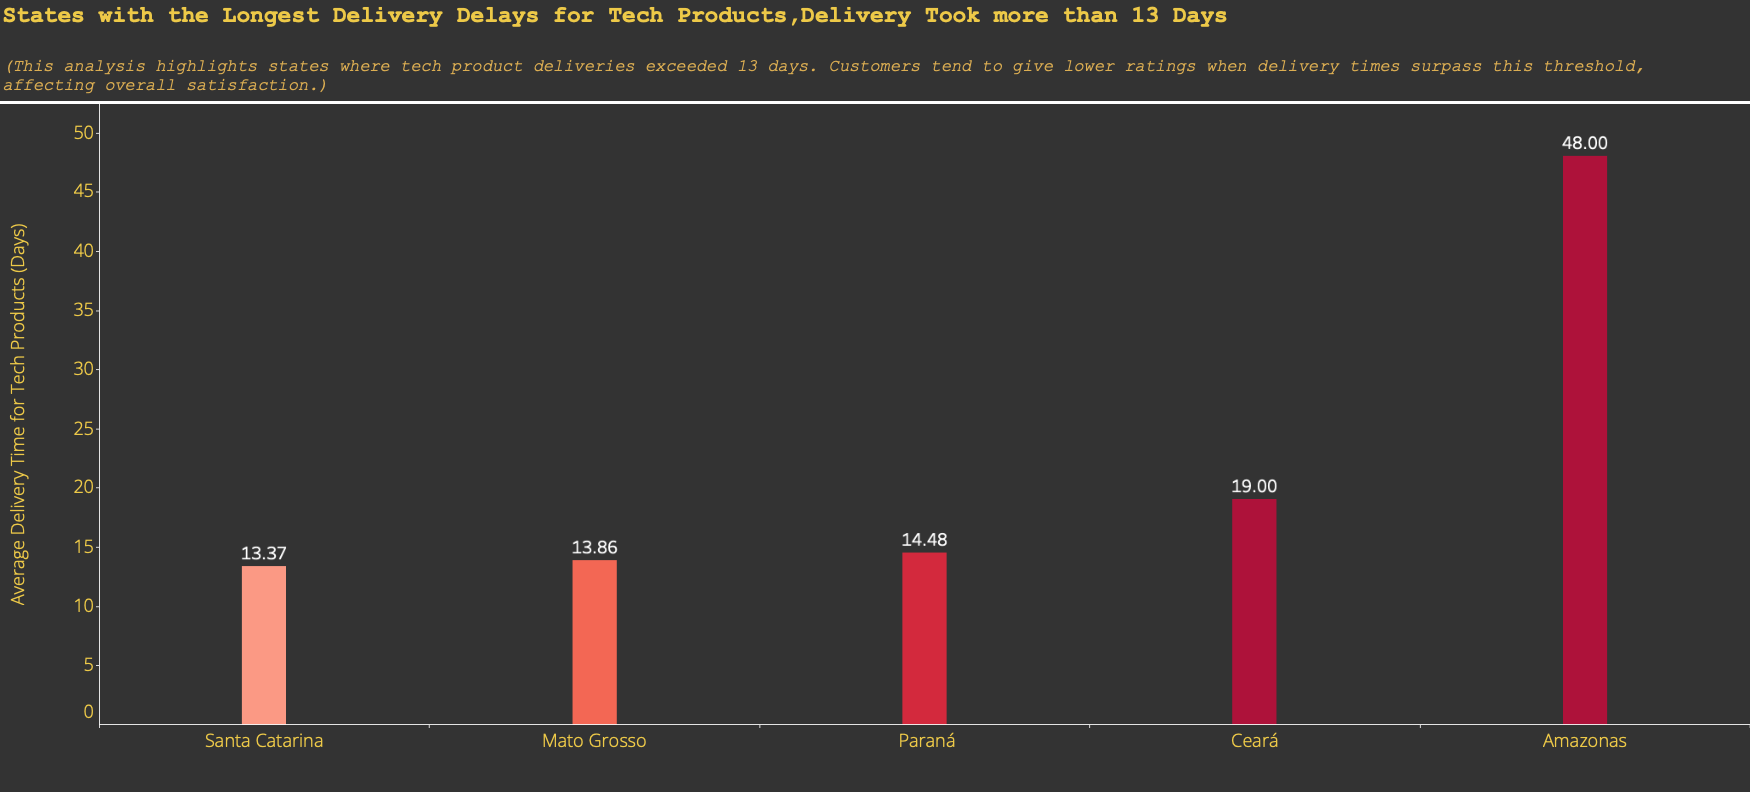 States with the Longest Delivery Delays for Tech Products,Delivery Took more than 13 Days
(This analysis highlights states where tech product deliveries exceeded 13 days. Customers tend to give lower ratings when delivery times surpass this threshold,
affecting overall satisfaction.)
Average Delivery Time for Tech Products (Days)
50
45
40
35
30
25
20
15
10
5
0
13.37
13.86
14.48
19.00
48.00
Santa Catarina
Mato Grosso
Paraná
Ceará
Amazonas